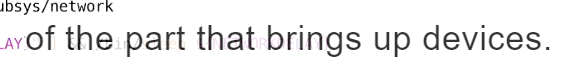 ubsys/network
of the part that brings up devices.